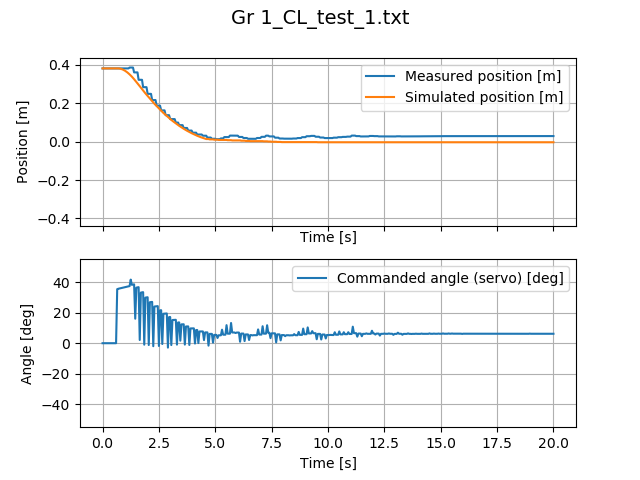 Gr 1_CL_test_1.txt
Measured position [m]
Simulated position [m]
Position [m]
0.4
0.2
0.0
−0.2
−0.4
Time [s]
Commanded angle (servo) [deg]
Angle [deg]
40
20
0
−20
−40
0.0 2.5 5.0 7.5 10.0 12.5 15.0 17.5 20.0
Time [s]